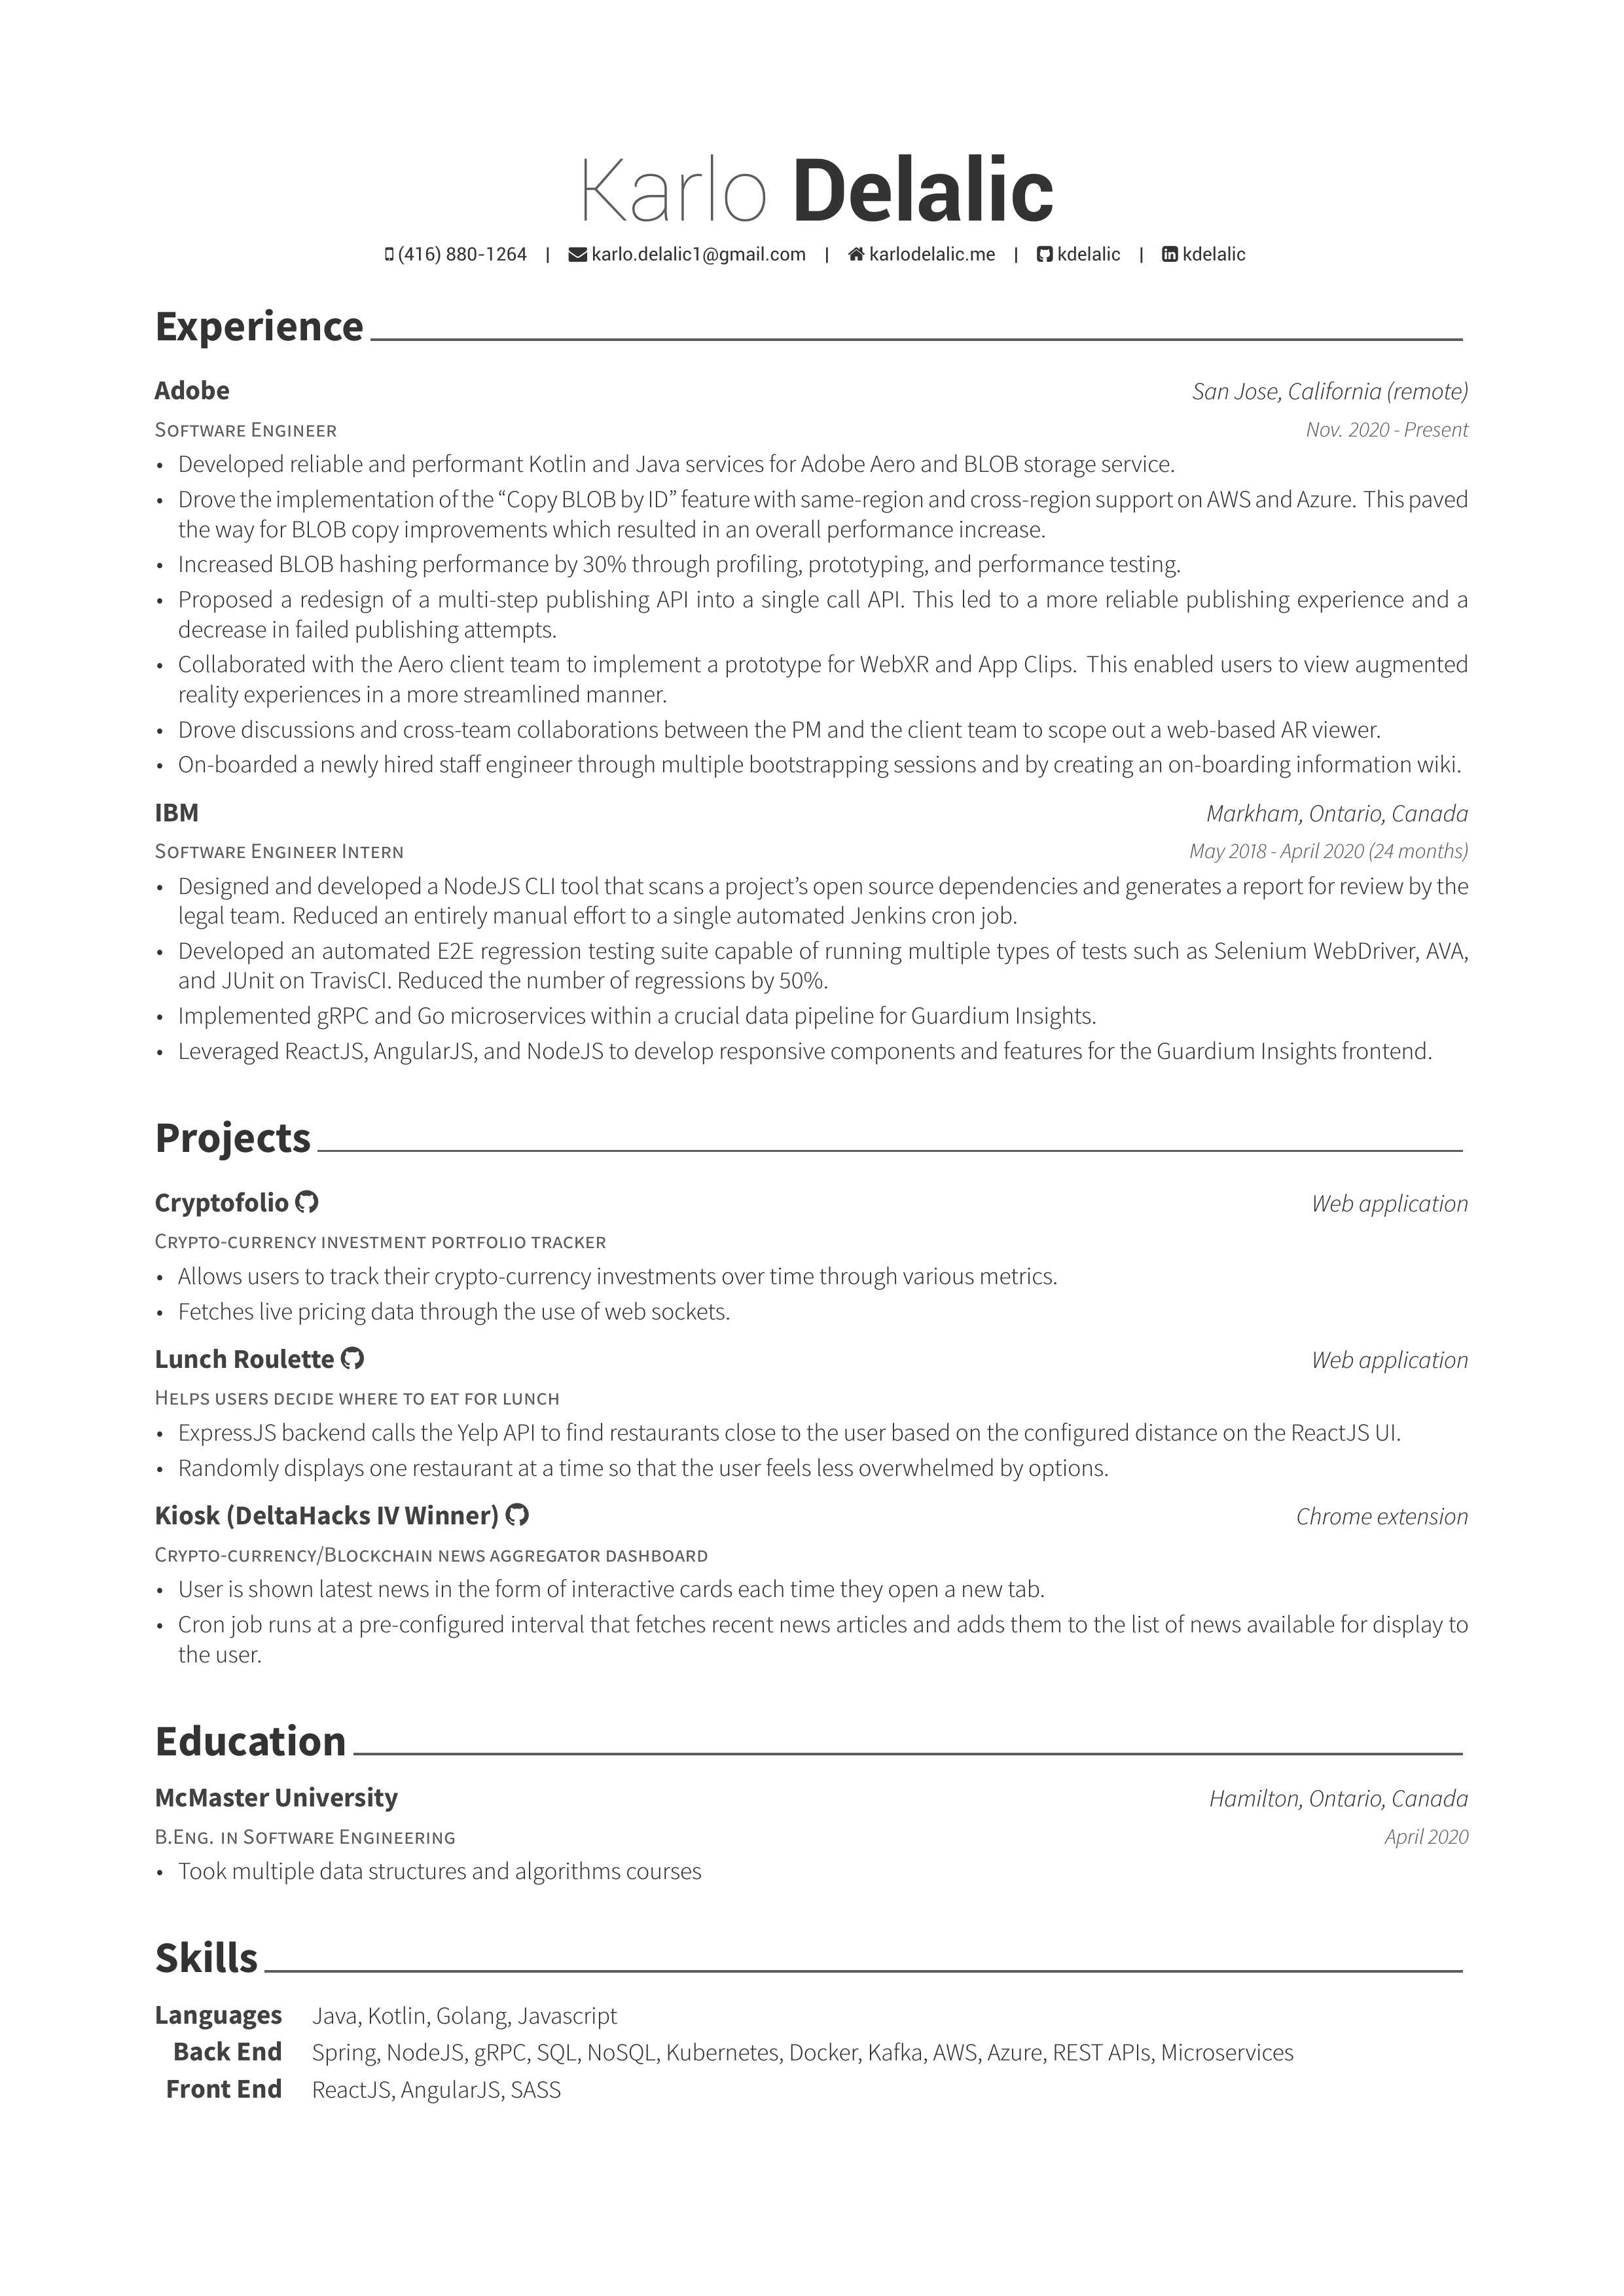 Karlo Delalic
(416) 880-1264 | karlo.delalic1@gmail.com | karlodelalic.me | kdelalic | kdelalic
Experience
Adobe San Jose, California (remote)
Software Engineer Nov. 2020 - Present
• Developed reliable and performant Kotlin and Java services for Adobe Aero and BLOB storage service.
• Drove the implementation of the “Copy BLOB by ID” feature with same-region and cross-region support on AWS and Azure. This paved
the way for BLOB copy improvements which resulted in an overall performance increase.
• Increased BLOB hashing performance by 30% through profiling, prototyping, and performance testing.
• Proposed a redesign of a multi-step publishing API into a single call API. This led to a more reliable publishing experience and a
decrease in failed publishing attempts.
• Collaborated with the Aero client team to implement a prototype for WebXR and App Clips. This enabled users to view augmented
reality experiences in a more streamlined manner.
• Drove discussions and cross-team collaborations between the PM and the client team to scope out a web-based AR viewer.
• On-boarded a newly hired staff engineer through multiple bootstrapping sessions and by creating an on-boarding information wiki.
IBM Markham, Ontario, Canada
Software Engineer Intern May 2018 - April 2020 (24 months)
• Designed and developed a NodeJS CLI tool that scans a project’s open source dependencies and generates a report for review by the
legal team. Reduced an entirely manual effort to a single automated Jenkins cron job.
• Developed an automated E2E regression testing suite capable of running multiple types of tests such as Selenium WebDriver, AVA,
and JUnit on TravisCI. Reduced the number of regressions by 50%.
• Implemented gRPC and Go microservices within a crucial data pipeline for Guardium Insights.
• Leveraged ReactJS, AngularJS, and NodeJS to develop responsive components and features for the Guardium Insights frontend.
Projects
Cryptofolio Web application
Crypto-currency investment portfolio tracker
• Allows users to track their crypto-currency investments over time through various metrics.
• Fetches live pricing data through the use of web sockets.
Lunch Roulette Web application
Helps users decide where to eat for lunch
• ExpressJS backend calls the Yelp API to find restaurants close to the user based on the configured distance on the ReactJS UI.
• Randomly displays one restaurant at a time so that the user feels less overwhelmed by options.
Kiosk (DeltaHacks IV Winner) Chrome extension
Crypto-currency/Blockchain news aggregator dashboard
• User is shown latest news in the form of interactive cards each time they open a new tab.
• Cron job runs at a pre-configured interval that fetches recent news articles and adds them to the list of news available for display to
the user.
Education
McMaster University Hamilton, Ontario, Canada
B.Eng. in Software Engineering April 2020
• Took multiple data structures and algorithms courses
Skills
Languages Java, Kotlin, Golang, Javascript
Back End Spring, NodeJS, gRPC, SQL, NoSQL, Kubernetes, Docker, Kafka, AWS, Azure, REST APIs, Microservices
Front End ReactJS, AngularJS, SASS